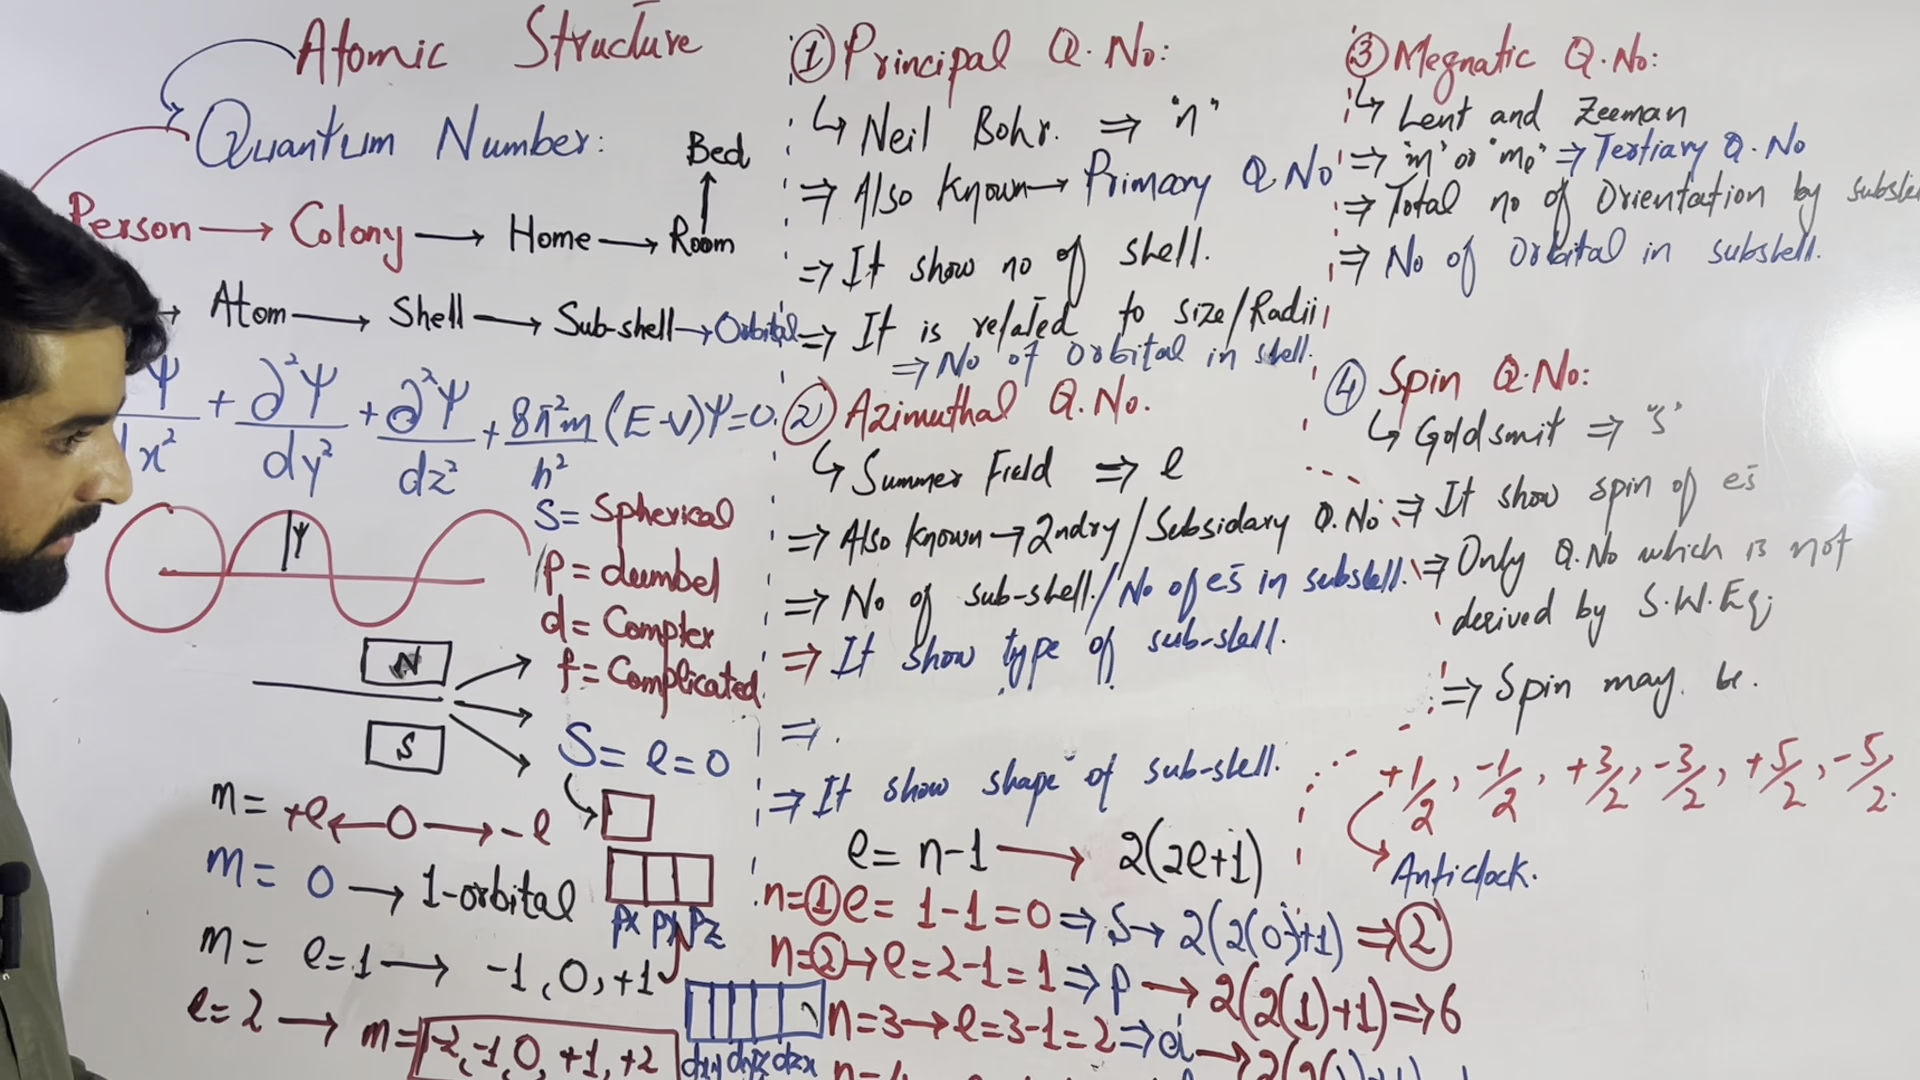 Atomic Structure
Quantum Number:
Bed
Person → Colony → Home → Room
→ Atom → Shell → Sub-shell → Orbital
Ψ/x² + ∂²Ψ/dy² + ∂²Ψ/dz² + 8π²m/h² (E-V)Ψ=0.
Ψ
S= Spherical
p= dumbel
d= Complex
f= Complicated
N
S
S= l=0
m= +l ← 0 → -l
m= 0 → 1-orbital
px py pz
m= l=1 → -1, 0, +1
l=2 → m= -2, -1, 0, +1, +2
dxy dyz dzx
① Principal Q.No:
↳ Neil Bohr. ⇒ "n"
⇒ Also Known → Primary Q.No
⇒ It show no of shell.
⇒ It is related to size/Radii
⇒ No of orbital in shell.
② Azimuthal Q.No.
↳ Summer Field ⇒ l
⇒ Also Known → 2ndry/Subsidary Q.No
⇒ No of sub-shell./No of es̄ in subshell.
⇒ It show type of sub-shell.
⇒ .
⇒ It show shape of sub-shell.
l= n-1 → 2(2l+1)
n=① l= 1-1=0 ⇒ S → 2(2(0)+1) ⇒ ②
n=② → l=2-1=1 ⇒ p → 2(2(1)+1) ⇒ 6
n=3 → l=3-1=2 ⇒ d →
③ Megnatic Q.No:
↳ Lent and Zeeman
⇒ "m" or "ml" ⇒ Tertiary Q.No
⇒ Total no of Orientation by
⇒ No of Orbital in subshell.
④ Spin Q.No:
↳ Goldsmit ⇒ "s"
⇒ It show spin of es̄
⇒ Only Q.No which is not
derived by S.W.Eq;
⇒ Spin may be.
+1/2, -1/2, +3/2, -3/2, +5/2, -5/2.
Anticlock.